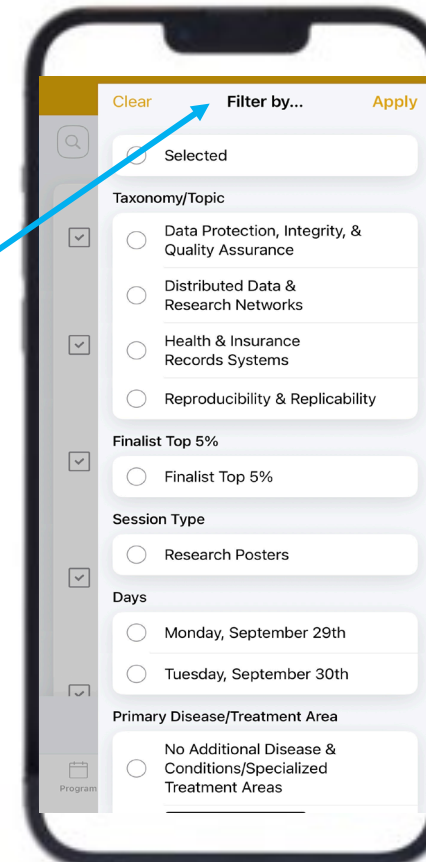 Clear Filter by... Apply
Selected
Taxonomy/Topic
Data Protection, Integrity, &
Quality Assurance
Distributed Data &
Research Networks
Health & Insurance
Records Systems
Reproducibility & Replicability
Finalist Top 5%
Finalist Top 5%
Session Type
Research Posters
Days
Monday, September 29th
Tuesday, September 30th
Primary Disease/Treatment Area
No Additional Disease &
Conditions/Specialized
Treatment Areas
Program